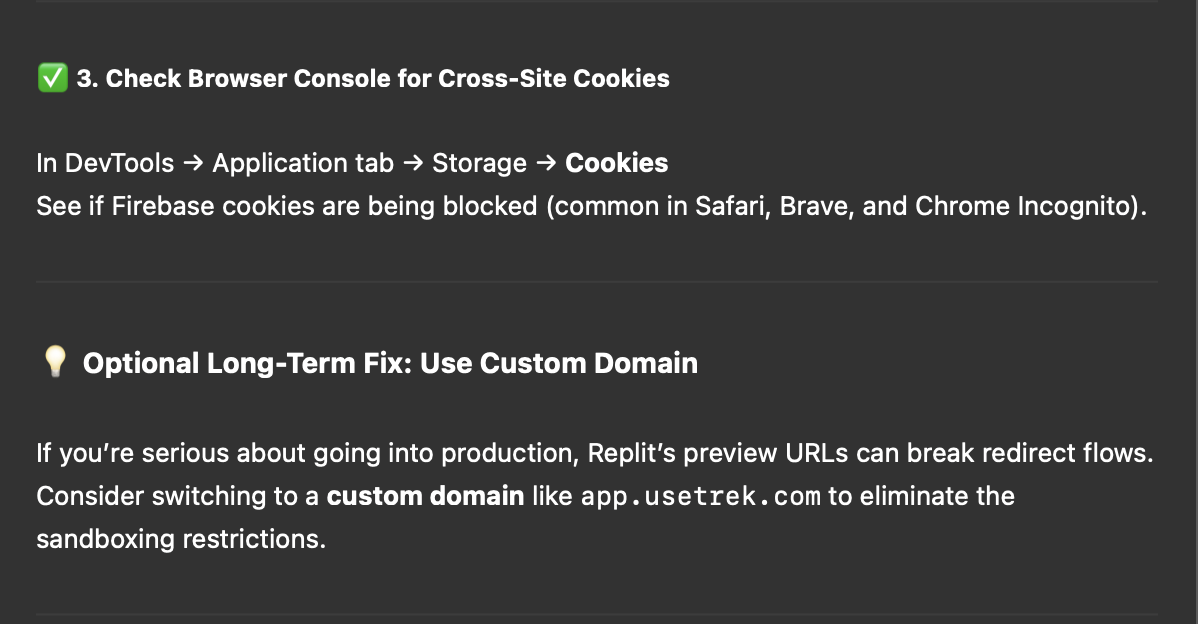 ✅ 3. Check Browser Console for Cross-Site Cookies
In DevTools → Application tab → Storage → Cookies
See if Firebase cookies are being blocked (common in Safari, Brave, and Chrome Incognito).
💡 Optional Long-Term Fix: Use Custom Domain
If you’re serious about going into production, Replit’s preview URLs can break redirect flows.
Consider switching to a custom domain like app.usetrek.com to eliminate the
sandboxing restrictions.